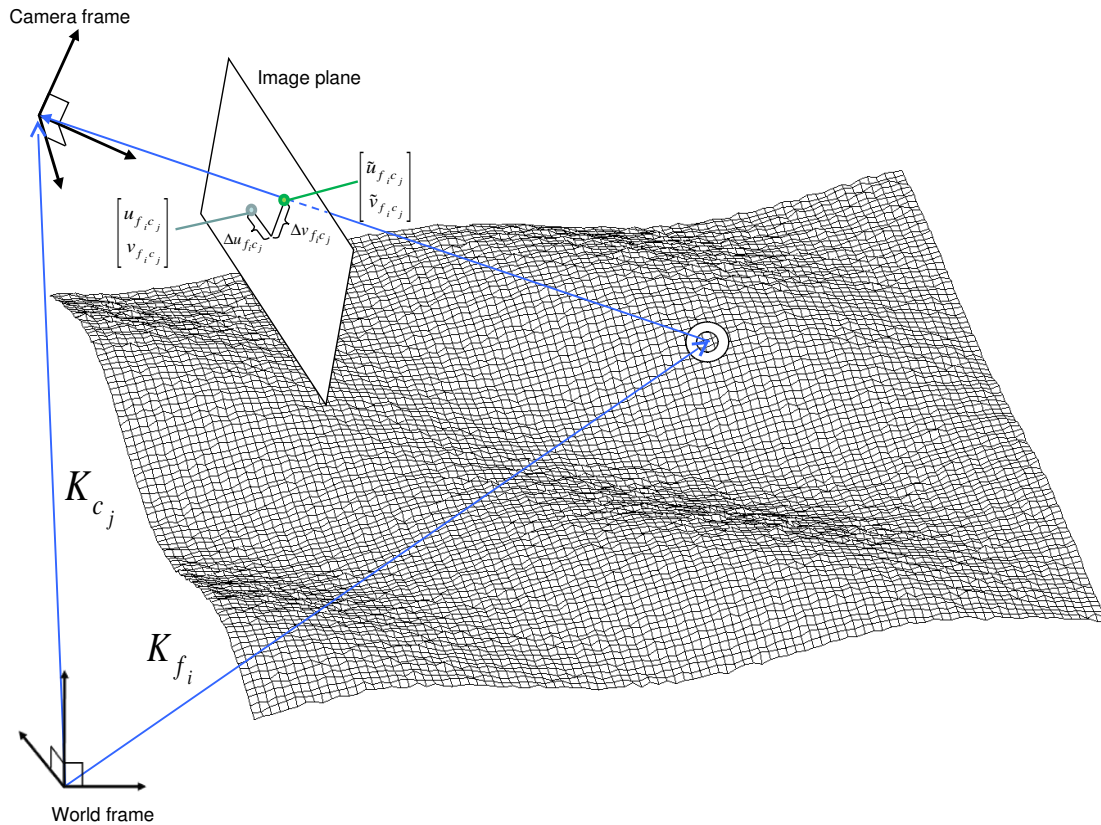 Camera frame
Image plane
ũ_{f_i c_j}
ṽ_{f_i c_j}
u_{f_i c_j}
v_{f_i c_j}
Δu_{f_i c_j} Δv_{f_i c_j}
K_{c_j}
K_{f_i}
World frame